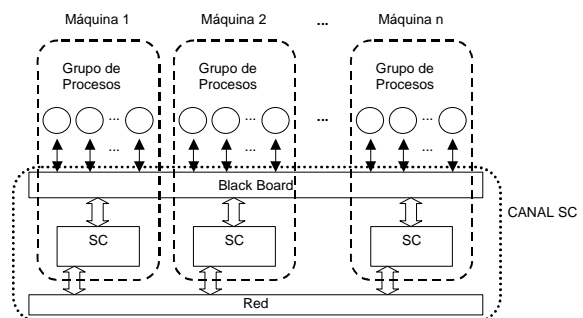 Máquina 1 Máquina 2 ... Máquina n
Grupo de Procesos
Grupo de Procesos
Grupo de Procesos
... ... ... ...
... ... ... ...
Black Board
CANAL SC
SC SC SC
Red